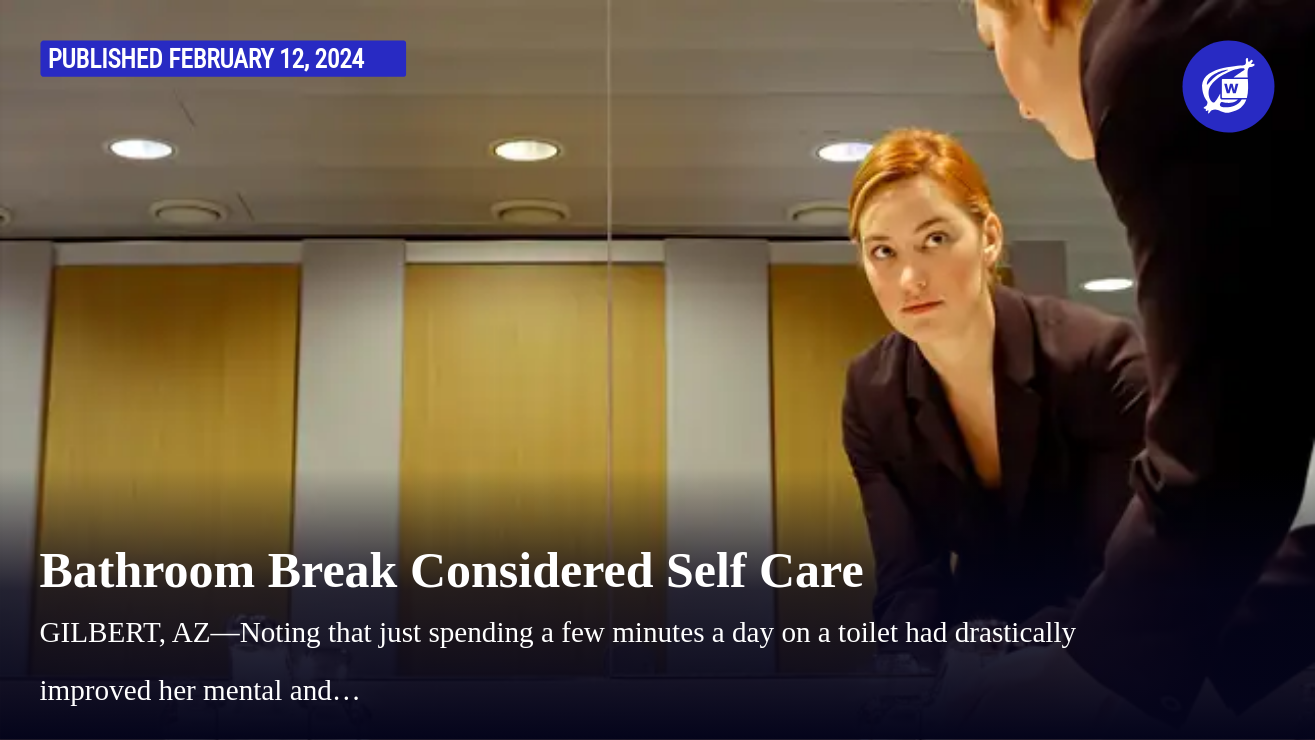 PUBLISHED FEBRUARY 12, 2024
W
Bathroom Break Considered Self Care
GILBERT, AZ—Noting that just spending a few minutes a day on a toilet had drastically
improved her mental and…